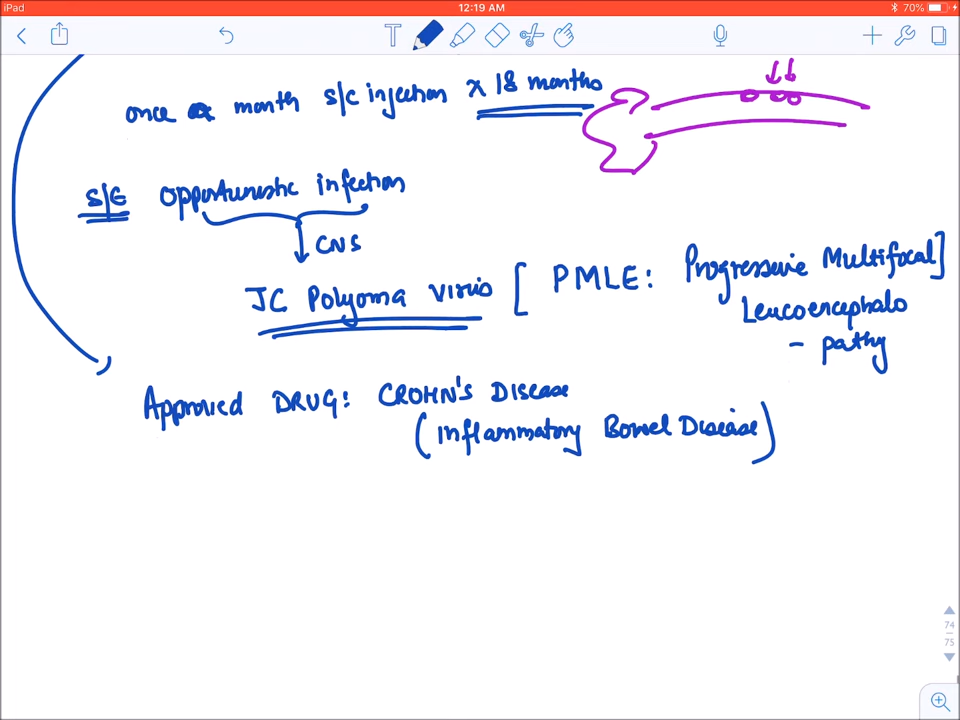 iPad
12:19 AM
70%
T
once a month s/c injection x 18 months
S/E opportunistic infection
CNS
JC Polyoma virus [ PMLE: Progressive Multifocal]
Leucoencephalo
- pathy
Approved DRUG: CROHN'S Disease
(Inflammatory Bowel Disease)
74
75